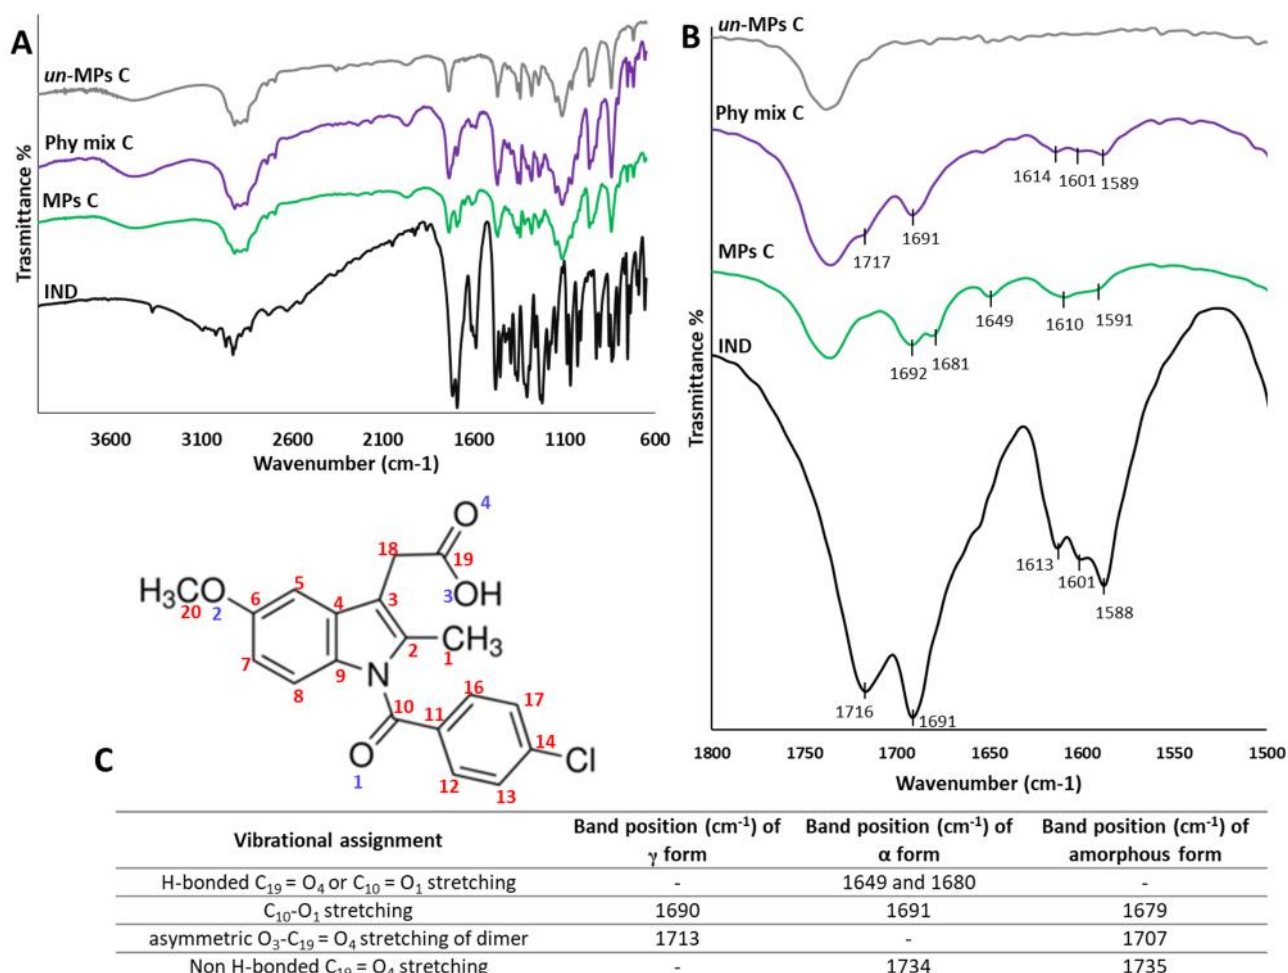 A
un-MPs C
Phy mix C
MPs C
IND
Trasmittance %
3600 3100 2600 2100 1600 1100 600
Wavenumber (cm-1)
B
un-MPs C
Phy mix C
1614 1601 1589
1691
1717
MPs C
1649 1610 1591
1692 1681
IND
Trasmittance %
1613 1601
1588
1716 1691
1800 1750 1700 1650 1600 1550 1500
Wavenumber (cm-1)
C
O 4
18
19
H₃CO 5
20 2 6 4 3 3 OH
7 2 CH₃
9 N 1
8 10 16 17
11
O 14 Cl
1 12 13
Vibrational assignment Band position (cm⁻¹) of γ form Band position (cm⁻¹) of α form Band position (cm⁻¹) of amorphous form
H-bonded C₁₉ = O₄ or C₁₀ = O₁ stretching - 1649 and 1680 -
C₁₀-O₁ stretching 1690 1691 1679
asymmetric O₃-C₁₉ = O₄ stretching of dimer 1713 - 1707
Non H-bonded C₁₉ = O₄ stretching - 1734 1735